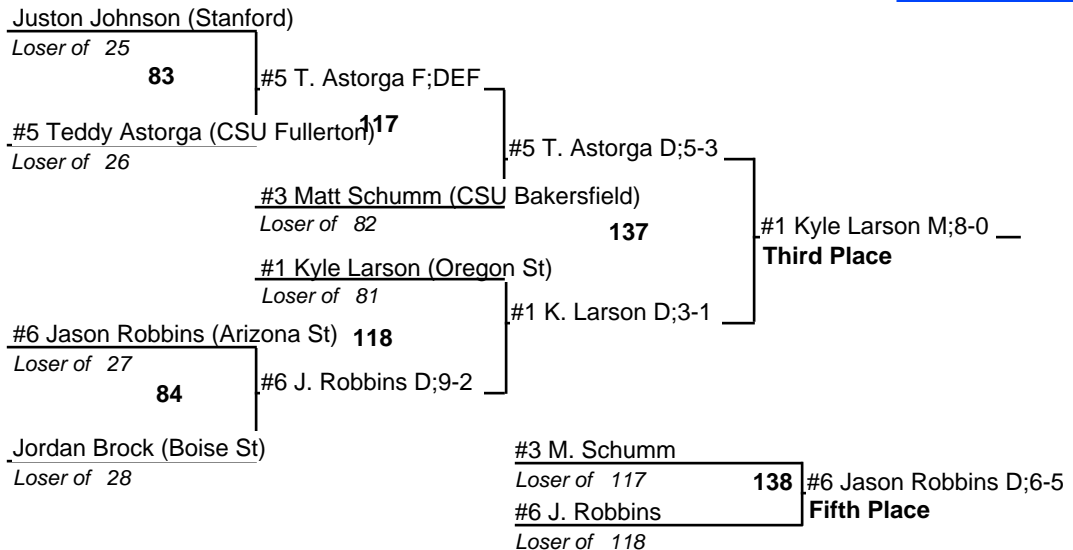 Juston Johnson (Stanford)
Loser of 25
83
#5 T. Astorga F;DEF
#5 Teddy Astorga (CSU Fullerton)
117
Loser of 26
#5 T. Astorga D;5-3
#3 Matt Schumm (CSU Bakersfield)
Loser of 82
137
#1 Kyle Larson M;8-0
Third Place
#1 Kyle Larson (Oregon St)
Loser of 81
#1 K. Larson D;3-1
#6 Jason Robbins (Arizona St)
118
Loser of 27
84
#6 J. Robbins D;9-2
Jordan Brock (Boise St)
Loser of 28
#3 M. Schumm
Loser of 117
138
#6 Jason Robbins D;6-5
Fifth Place
#6 J. Robbins
Loser of 118